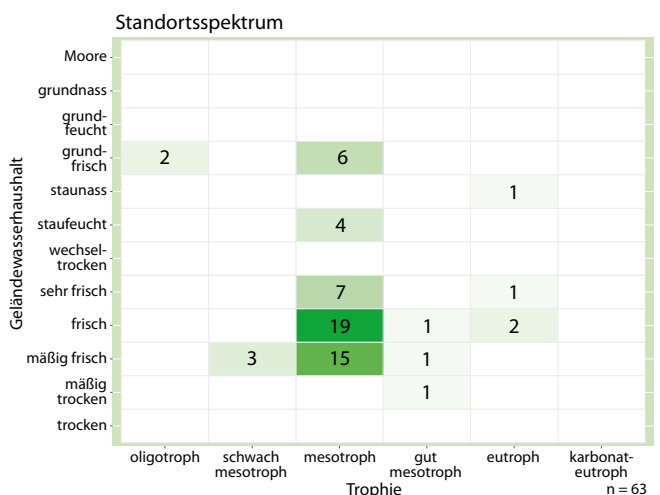 Standortsspektrum
Geländewasserhaushalt
Moore
grundnass
grund-
feucht
grund-
frisch
2 6
staunass
1
staufeucht
4
wechsel-
trocken
sehr frisch
7 1
frisch
19 1 2
mäßig frisch
3 15 1
mäßig
trocken
1
trocken
oligotroph schwach mesotroph gut eutroph karbonat-
mesotroph mesotroph eutroph
Trophie
n = 63